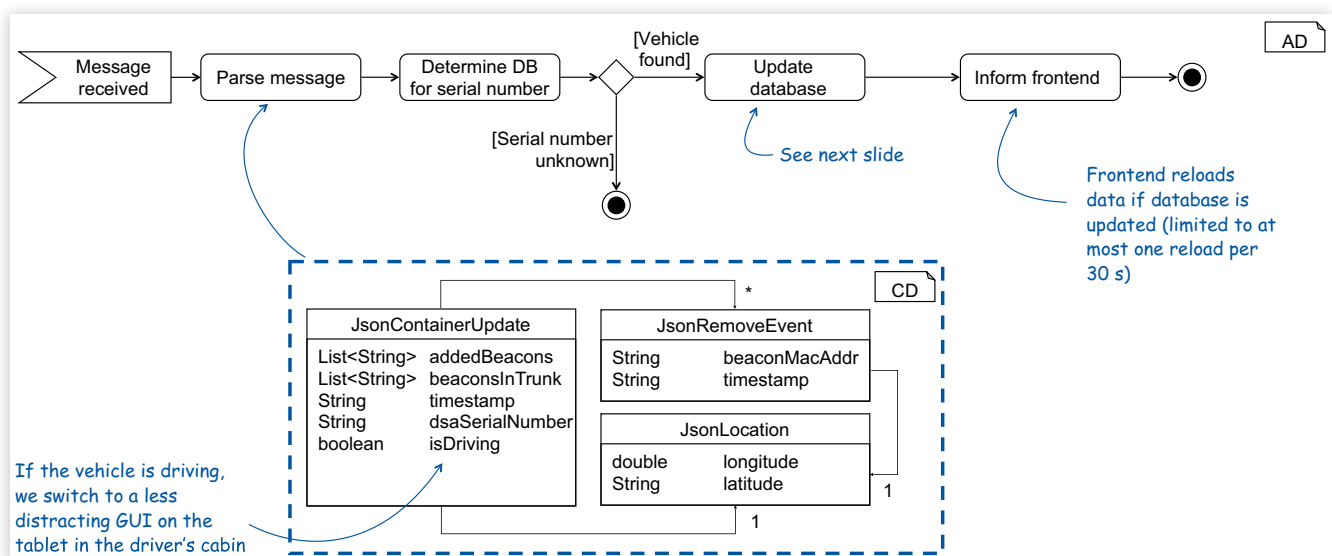 AD
Message
received
Parse message
Determine DB
for serial number
[Vehicle
found]
Update
database
Inform frontend
[Serial number
unknown]
See next slide
Frontend reloads
data if database is
updated (limited to at
most one reload per
30 s)
CD
*
JsonContainerUpdate
List<String> addedBeacons
List<String> beaconsInTrunk
String timestamp
String dsaSerialNumber
boolean isDriving
JsonRemoveEvent
String beaconMacAddr
String timestamp
JsonLocation
double longitude
String latitude
1
1
If the vehicle is driving,
we switch to a less
distracting GUI on the
tablet in the driver's cabin